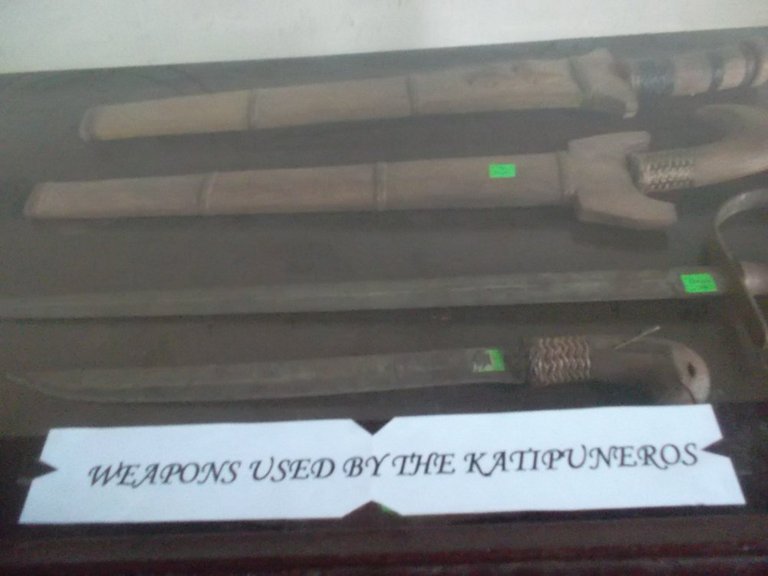 WEAPONS USED BY THE KATIPUNEROS